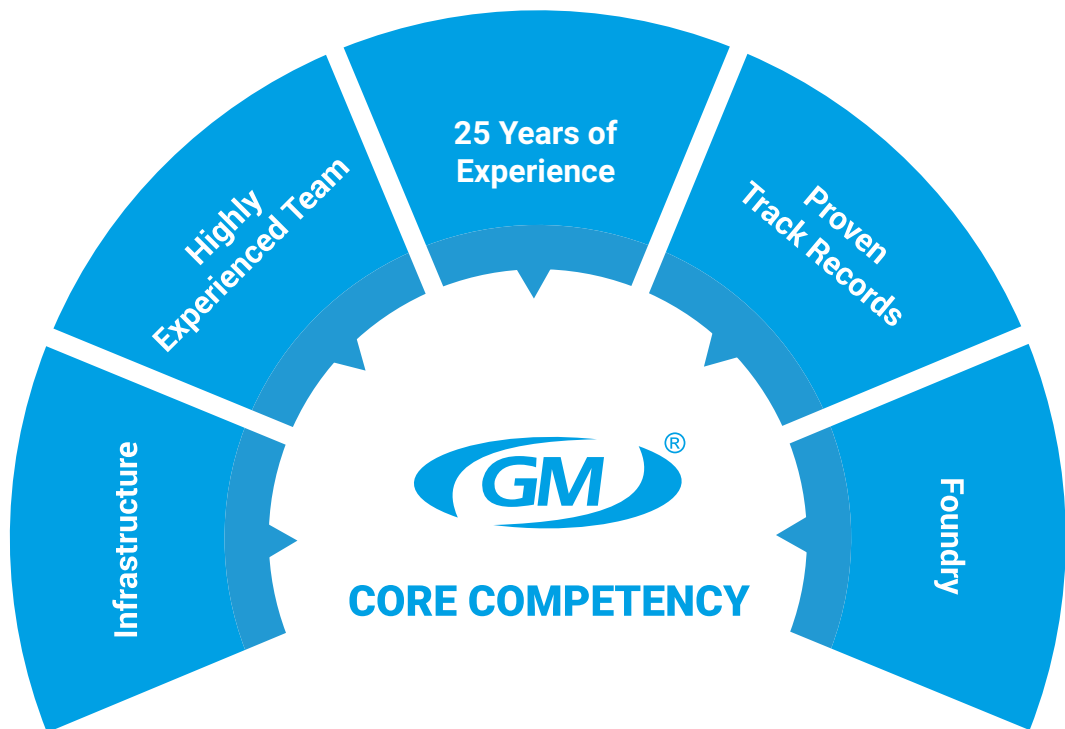 Infrastructure
Highly
Experienced Team
25 Years of
Experience
Proven
Track Records
Foundry
GM®
CORE COMPETENCY